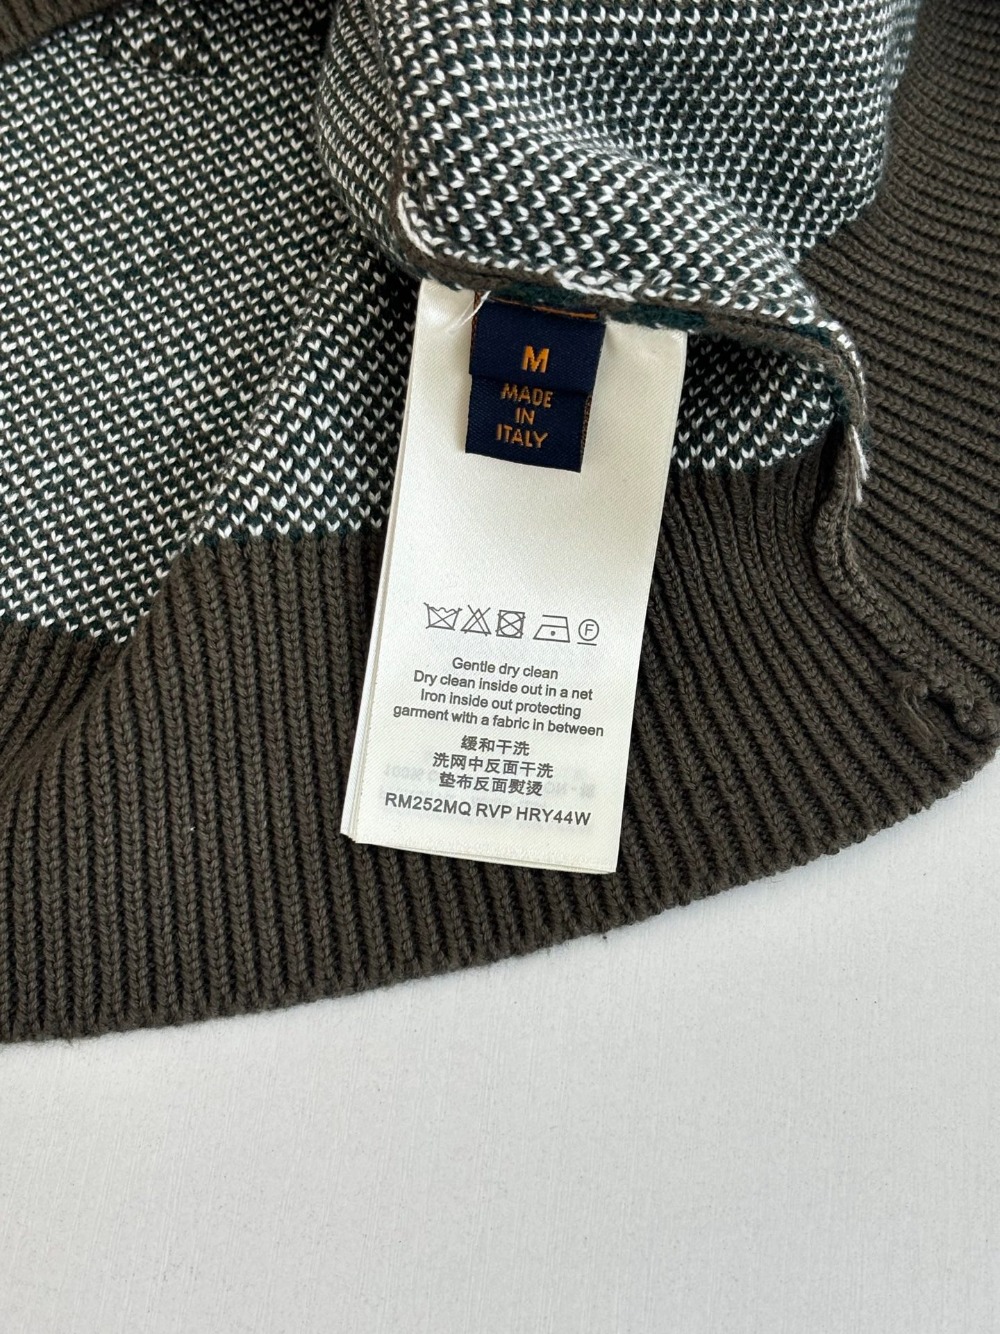 M
MADE
IN
ITALY
F
Gentle dry clean
Dry clean inside out in a net
Iron inside out protecting
garment with a fabric in between
缓和干洗
洗网中反面干洗
垫布反面熨烫
RM252MQ RVP HRY44W